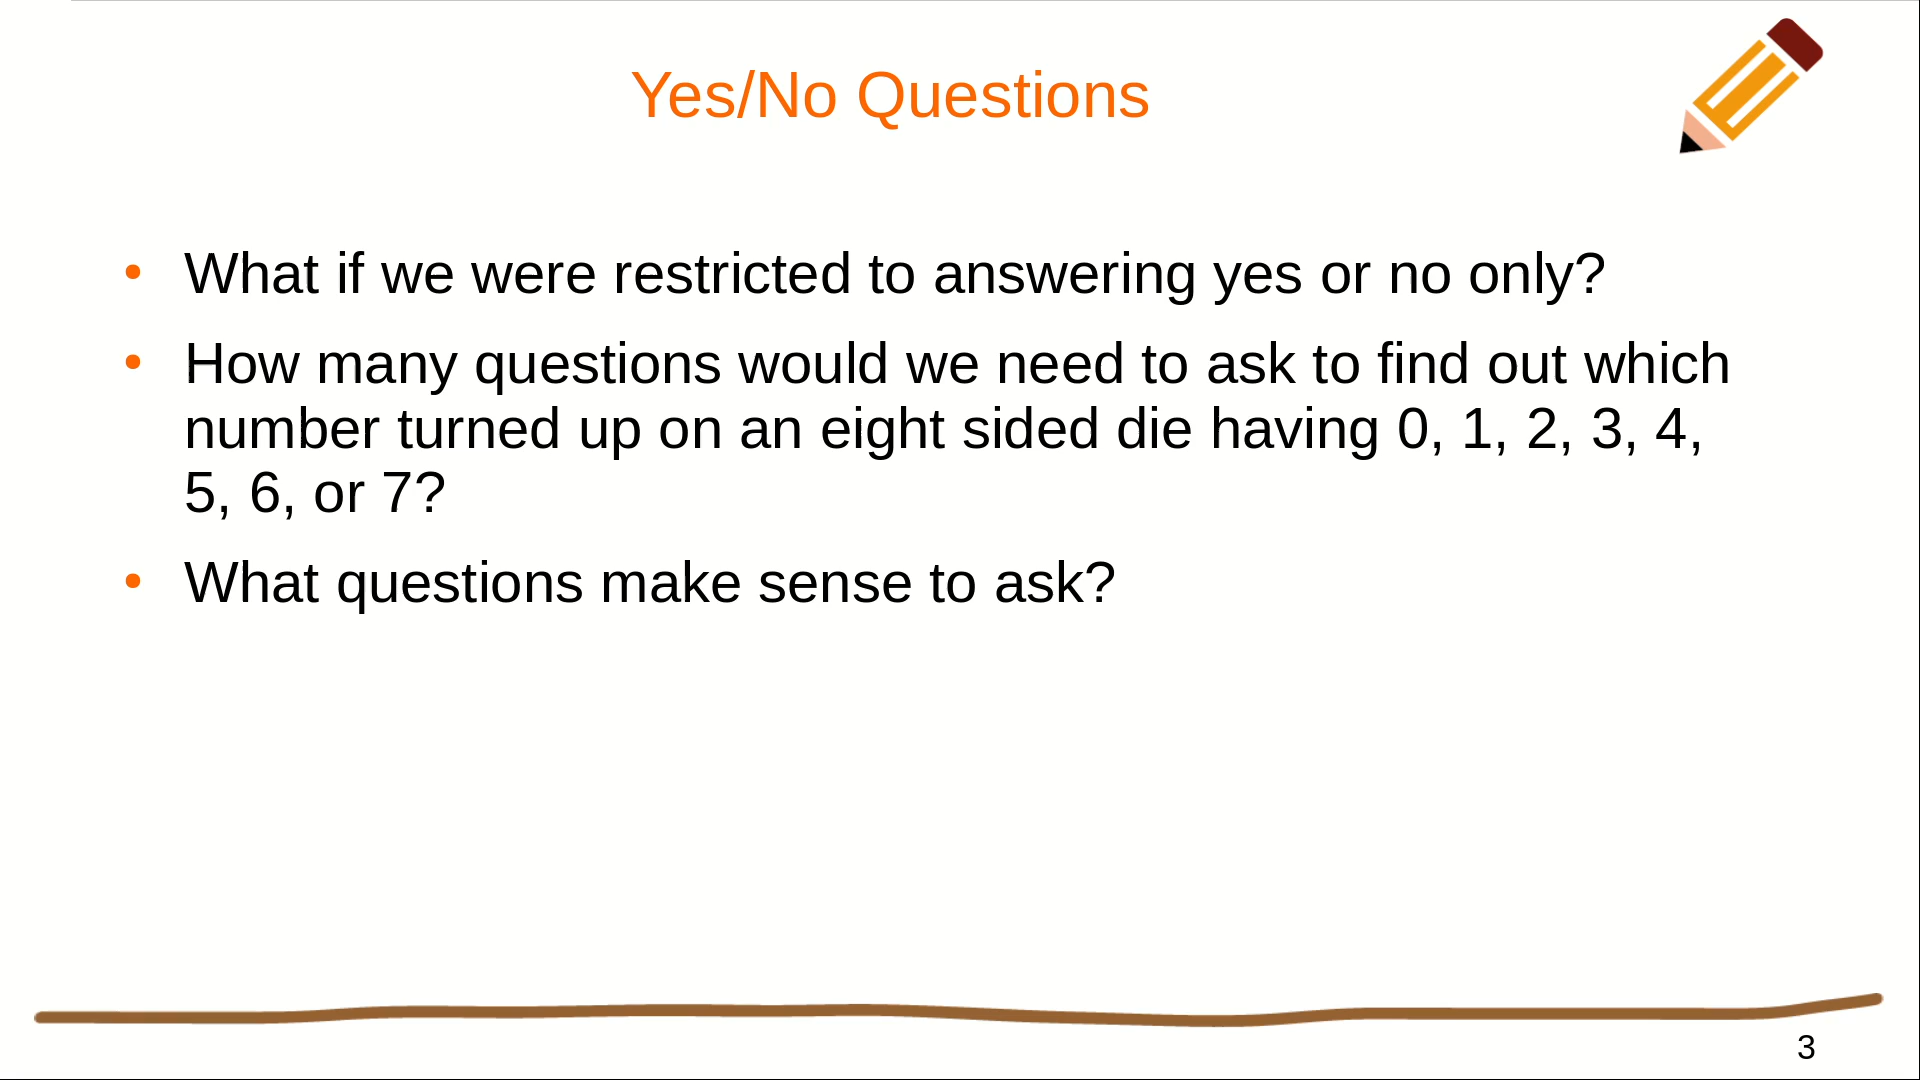 Yes/No Questions
• What if we were restricted to answering yes or no only?
• How many questions would we need to ask to find out which
number turned up on an eight sided die having 0, 1, 2, 3, 4,
5, 6, or 7?
• What questions make sense to ask?
3